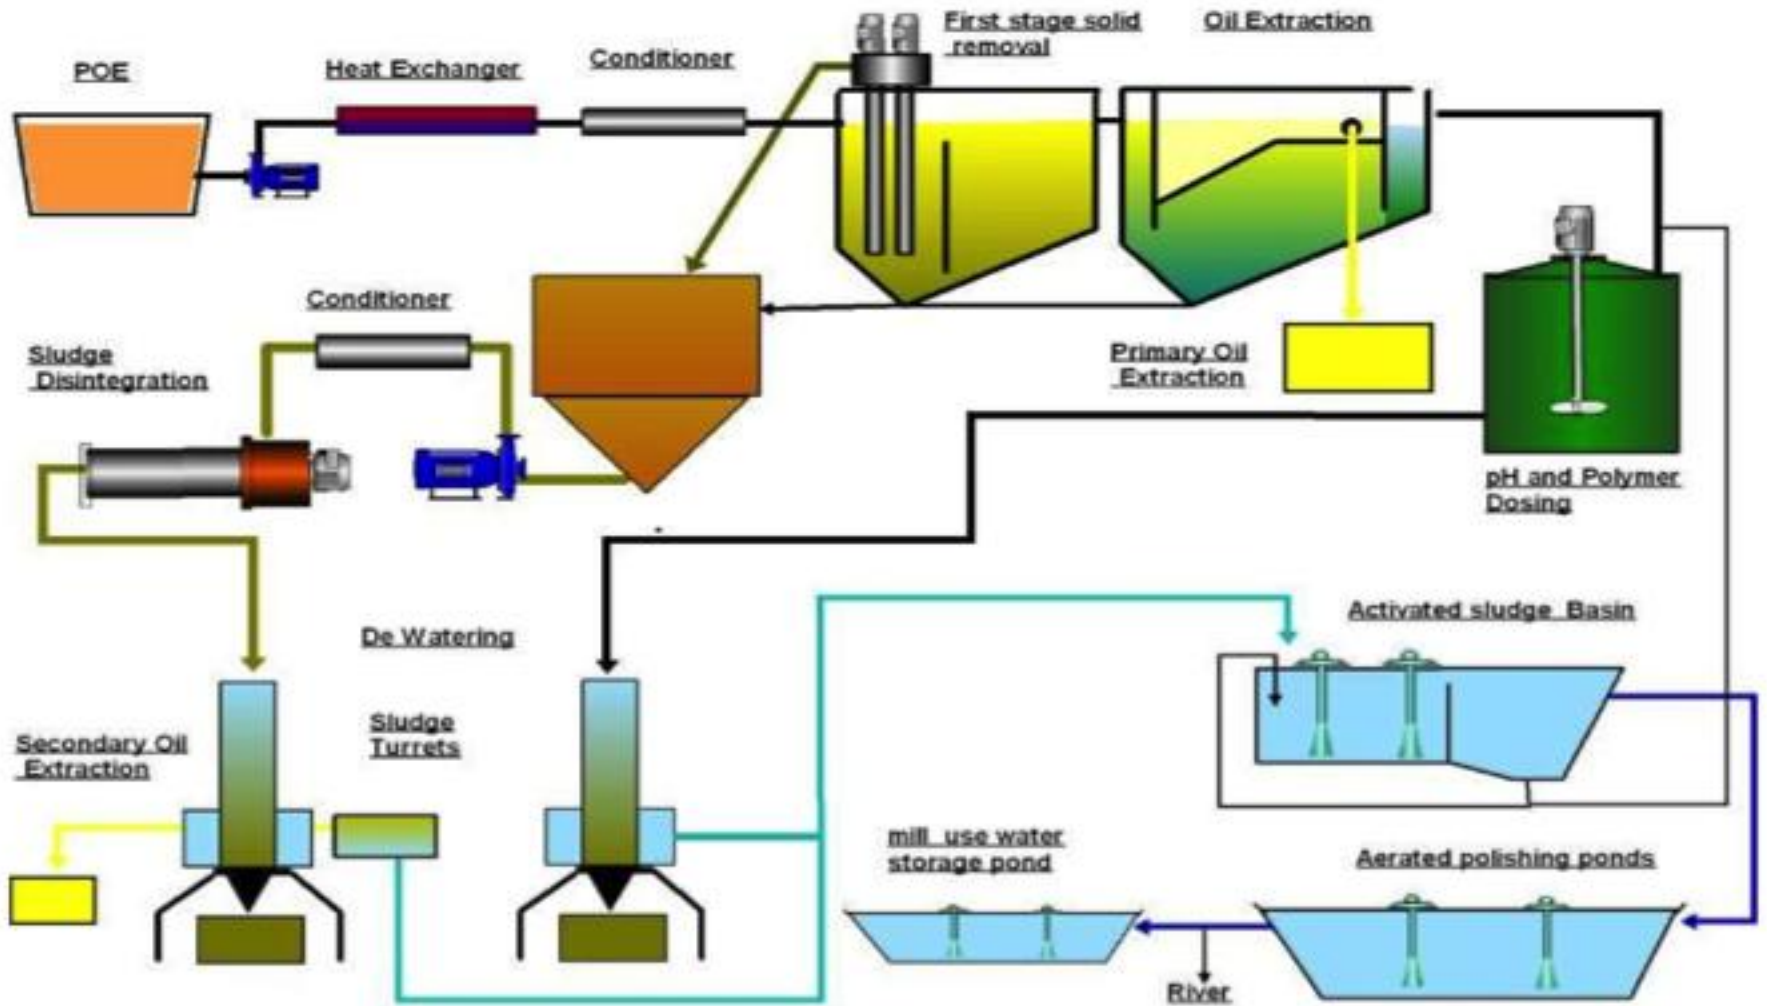 POE
Heat Exchanger
Conditioner
First stage solid
removal
Oil Extraction
Conditioner
Sludge
Disintegration
Primary Oil
Extraction
pH and Polymer
Dosing
De Watering
Activated sludge Basin
Sludge
Turrets
Secondary Oil
Extraction
mill use water
storage pond
Aerated polishing ponds
River